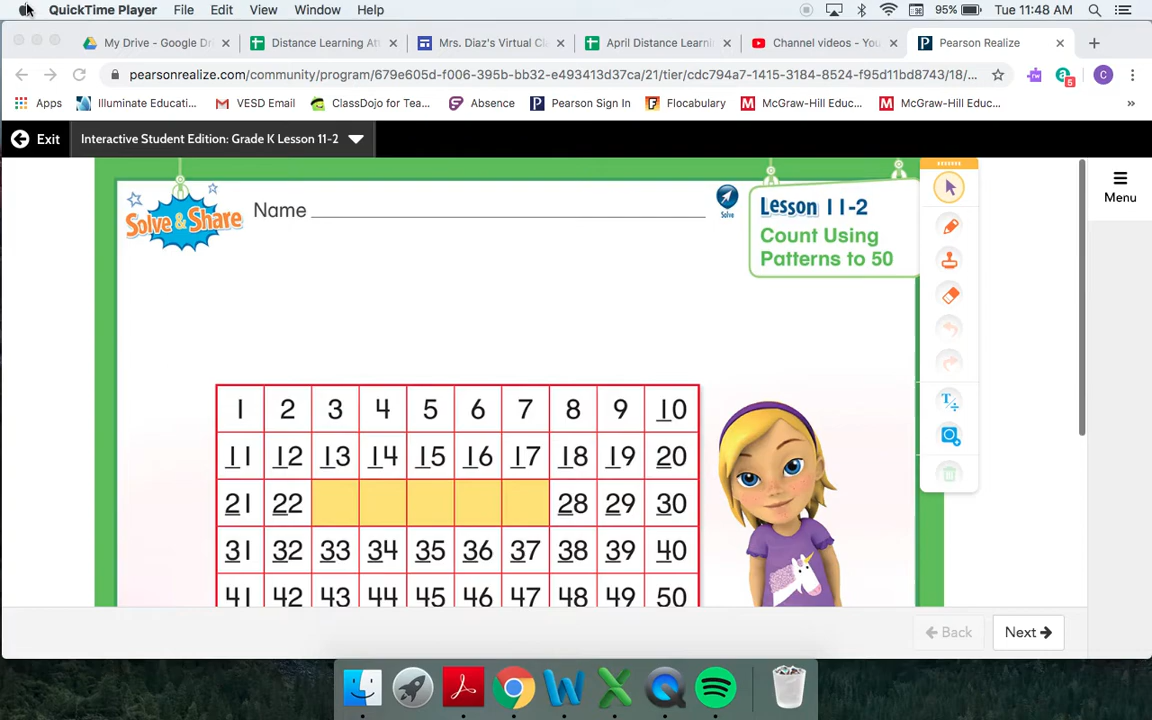 QuickTime Player File Edit View Window Help 95% Tue 11:48 AM
My Drive - Google Dri Distance Learning Att Mrs. Diaz's Virtual Cl April Distance Learnin Channel videos - You Pearson Realize
pearsonrealize.com/community/program/679e605d-f006-395b-bb32-e493413d37ca/21/tier/cdc794a7-1415-3184-8524-f95d11bd8743/18/... C
Apps Illuminate Educati... VESD Email ClassDojo for Tea... Absence Pearson Sign In Flocabulary McGraw-Hill Educ... McGraw-Hill Educ... »
5
Exit Interactive Student Edition: Grade K Lesson 11-2
Menu
Solve & Share Name
Solve
Lesson 11-2
Count Using
Patterns to 50
1 2 3 4 5 6 7 8 9 10
11 12 13 14 15 16 17 18 19 20
21 22 28 29 30
31 32 33 34 35 36 37 38 39 40
41 42 43 44 45 46 47 48 49 50
Back Next